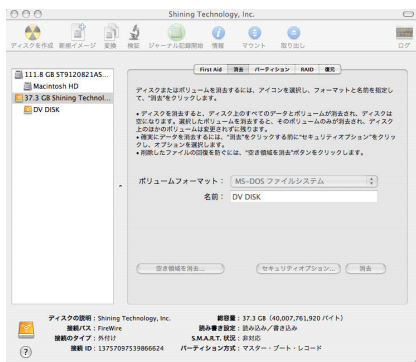 Shining Technology, Inc.
ディスクを作成 新規イメージ 変換 検証 ジャーナル記録開始 情報 マウント 取り出し ログ
First Aid 消去 パーティション RAID 復元
111.8 GB ST9120821AS...
Macintosh HD
37.3 GB Shining Technol...
DV DISK
ディスクまたはボリュームを消去するには、アイコンを選択し、フォーマットと名前を指定し
て、"消去"をクリックします。
• ディスクを消去すると、ディスク上のすべてのデータとボリュームが消去され、ディスクは
空になります。選択したボリュームを消去すると、そのボリュームのみが消去され、ディスク
上のほかのボリュームは変更されずに残ります。
• 確実にデータを消去するには、"消去"をクリックする前に"セキュリティオプション"をクリッ
クし、オプションを選択します。
• 削除したファイルの回復を防ぐには、"空き領域を消去"ボタンをクリックします。
ボリュームフォーマット： MS-DOS ファイルシステム
名前： DV DISK
空き領域を消去... セキュリティオプション... 消去
ディスクの説明：Shining Technology, Inc. 総容量：37.3 GB (40,007,761,920 バイト)
接続バス：FireWire 読み書き設定：読み込み／書き込み
接続のタイプ：外付け S.M.A.R.T. 状況：非対応
接続 ID：13757097539866624 パーティション方式：マスター・ブート・レコード
?